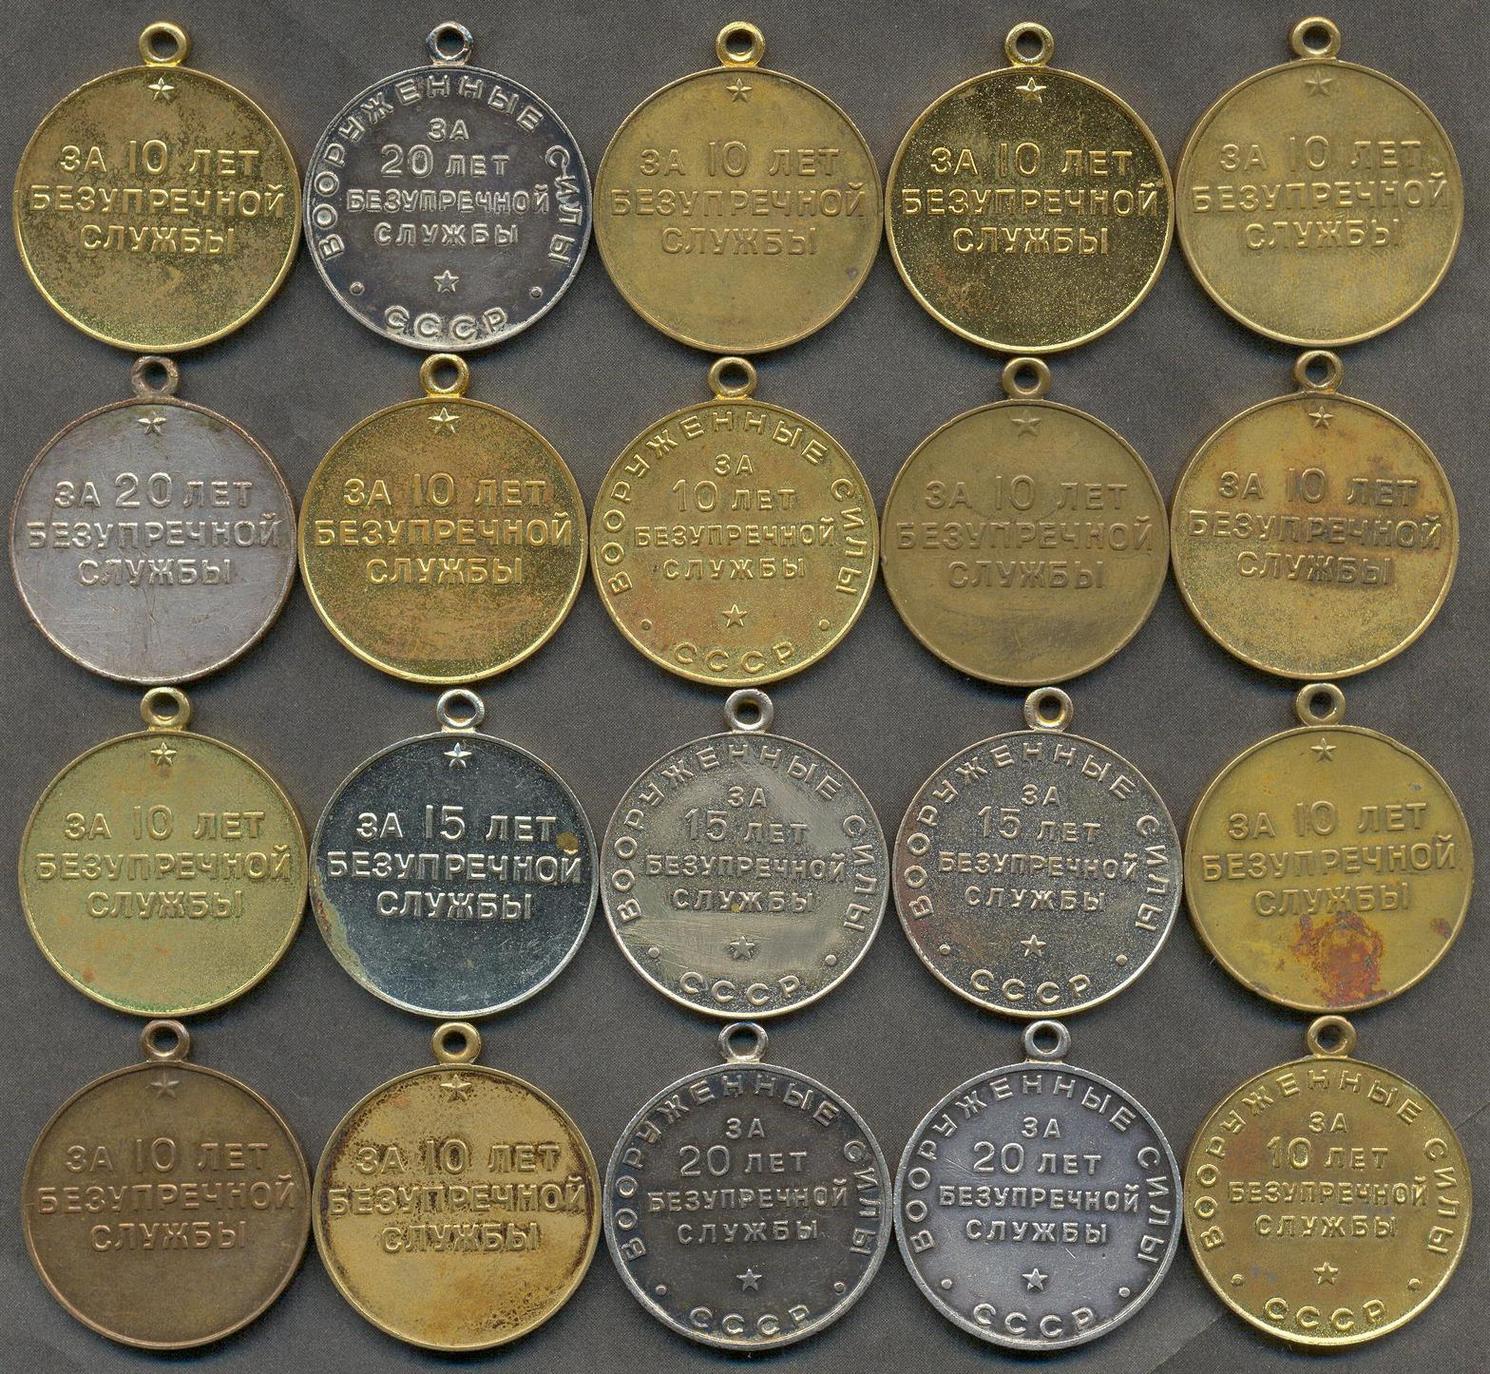 ЗА 10 ЛЕТ
БЕЗУПРЕЧНОЙ
СЛУЖБЫ
ВООРУЖЕННЫЕ СИЛЫ
ЗА
20 ЛЕТ
БЕЗУПРЕЧНОЙ
СЛУЖБЫ
СССР
ЗА 10 ЛЕТ
БЕЗУПРЕЧНОЙ
СЛУЖБЫ
ЗА 10 ЛЕТ
БЕЗУПРЕЧНОЙ
СЛУЖБЫ
ЗА 10 ЛЕТ
БЕЗУПРЕЧНОЙ
СЛУЖБЫ
ЗА 20 ЛЕТ
БЕЗУПРЕЧНОЙ
СЛУЖБЫ
ЗА 10 ЛЕТ
БЕЗУПРЕЧНОЙ
СЛУЖБЫ
ВООРУЖЕННЫЕ СИЛЫ
ЗА
10 ЛЕТ
БЕЗУПРЕЧНОЙ
СЛУЖБЫ
СССР
ЗА 10 ЛЕТ
БЕЗУПРЕЧНОЙ
СЛУЖБЫ
ЗА 10 ЛЕТ
БЕЗУПРЕЧНОЙ
СЛУЖБЫ
ЗА 10 ЛЕТ
БЕЗУПРЕЧНОЙ
СЛУЖБЫ
ЗА 15 ЛЕТ
БЕЗУПРЕЧНОЙ
СЛУЖБЫ
ВООРУЖЕННЫЕ СИЛЫ
ЗА
15 ЛЕТ
БЕЗУПРЕЧНОЙ
СЛУЖБЫ
СССР
ВООРУЖЕННЫЕ СИЛЫ
ЗА
15 ЛЕТ
БЕЗУПРЕЧНОЙ
СЛУЖБЫ
СССР
ЗА 10 ЛЕТ
БЕЗУПРЕЧНОЙ
СЛУЖБЫ
ЗА 10 ЛЕТ
БЕЗУПРЕЧНОЙ
СЛУЖБЫ
ЗА 10 ЛЕТ
БЕЗУПРЕЧНОЙ
СЛУЖБЫ
ВООРУЖЕННЫЕ СИЛЫ
ЗА
20 ЛЕТ
БЕЗУПРЕЧНОЙ
СЛУЖБЫ
СССР
ВООРУЖЕННЫЕ СИЛЫ
ЗА
20 ЛЕТ
БЕЗУПРЕЧНОЙ
СЛУЖБЫ
СССР
ВООРУЖЕННЫЕ СИЛЫ
ЗА
10 ЛЕТ
БЕЗУПРЕЧНОЙ
СЛУЖБЫ
СССР